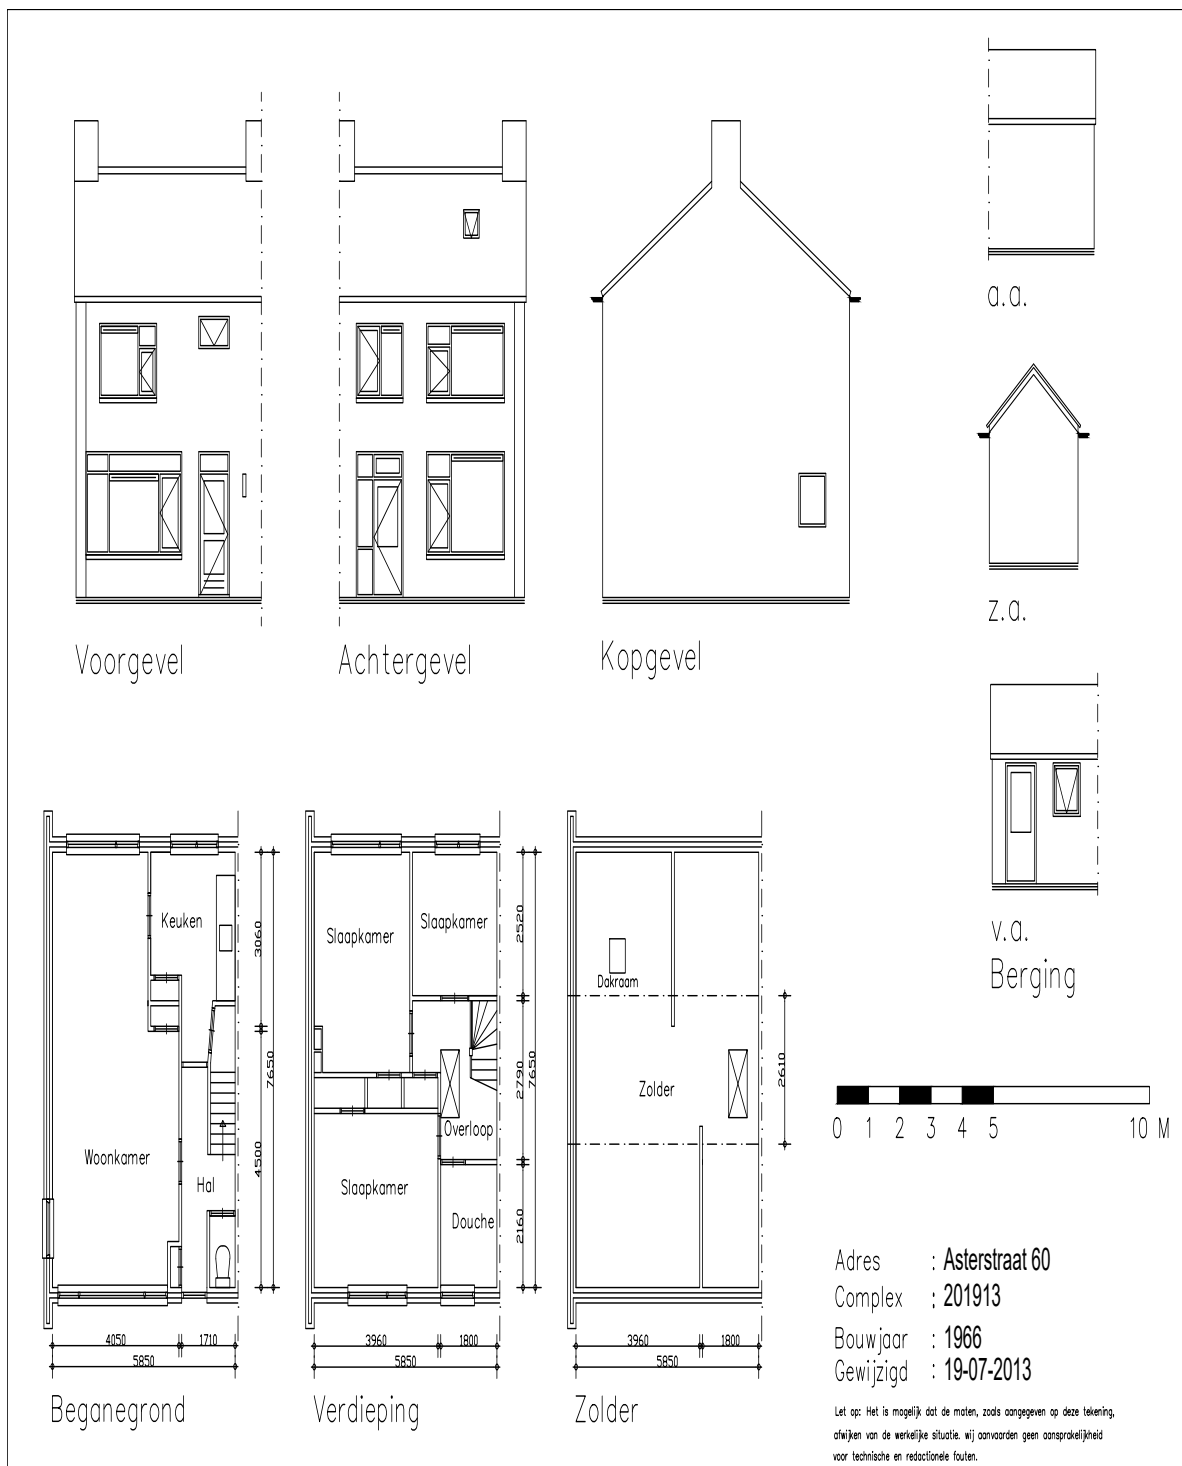 a.a.
z.a.
Voorgevel
Achtergevel
Kopgevel
v.a.
Berging
Keuken
3060
7650
4500
Woonkamer
Hal
4050
1710
5850
Beganegrond
Slaapkamer
Slaapkamer
2520
2790
7650
Overloop
Slaapkamer
Douche
2160
3960
1800
5850
Verdieping
Dakraam
2610
Zolder
3960
1800
5850
Zolder
0 1 2 3 4 5 10 M
Adres : Asterstraat 60
Complex : 201913
Bouwjaar : 1966
Gewijzigd : 19-07-2013
Let op: Het is mogelijk dat de maten, zoals aangegeven op deze tekening,
afwijken van de werkelijke situatie. wij aanvaarden geen aansprakelijkheid
voor technische en redactionele fouten.